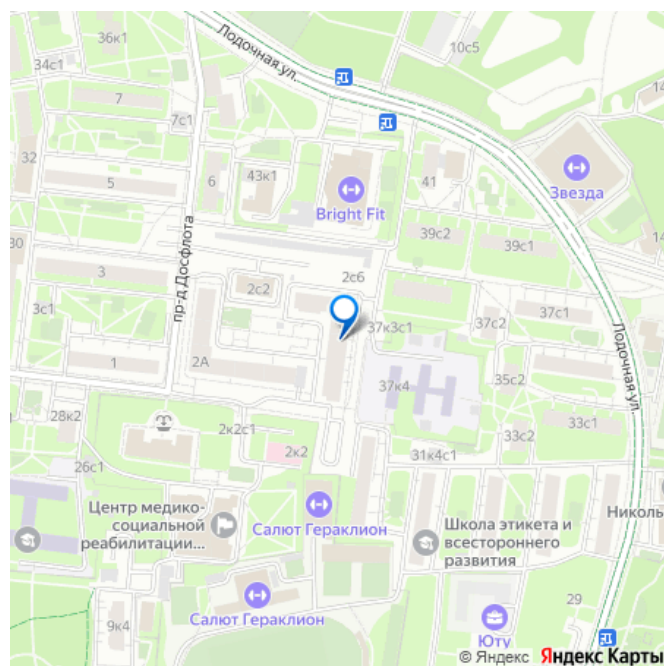 36к1
34с1
Лодочная ул.
10с5
7
7с1
32
5
6
43к1
Bright Fit
41
Звезда
14
39с2
39с1
14
30
3
пр-д Досфлота
2с2
2с6
3с1
37к3с1
37с2
37с1
Лодочная ул.
1
2А
37к4
35с2
28к2
2к2с1
2к2
33с2
33с1
31к4с1
26с1
Центр медико-
социальной
реабилитации...
Салют Гераклион
Школа этикета и
всестороннего
развития
Николь
Салют Гераклион
9к4
29
Юту
© Яндекс Яндекс Карты